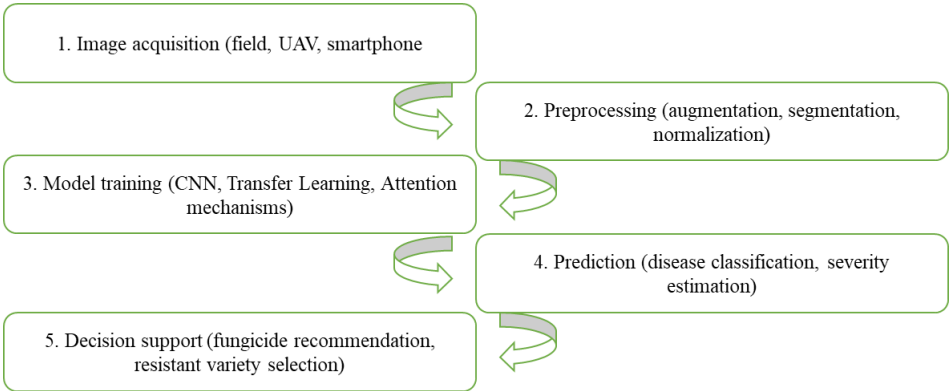 1. Image acquisition (field, UAV, smartphone
2. Preprocessing (augmentation, segmentation,
normalization)
3. Model training (CNN, Transfer Learning, Attention
mechanisms)
4. Prediction (disease classification, severity
estimation)
5. Decision support (fungicide recommendation,
resistant variety selection)